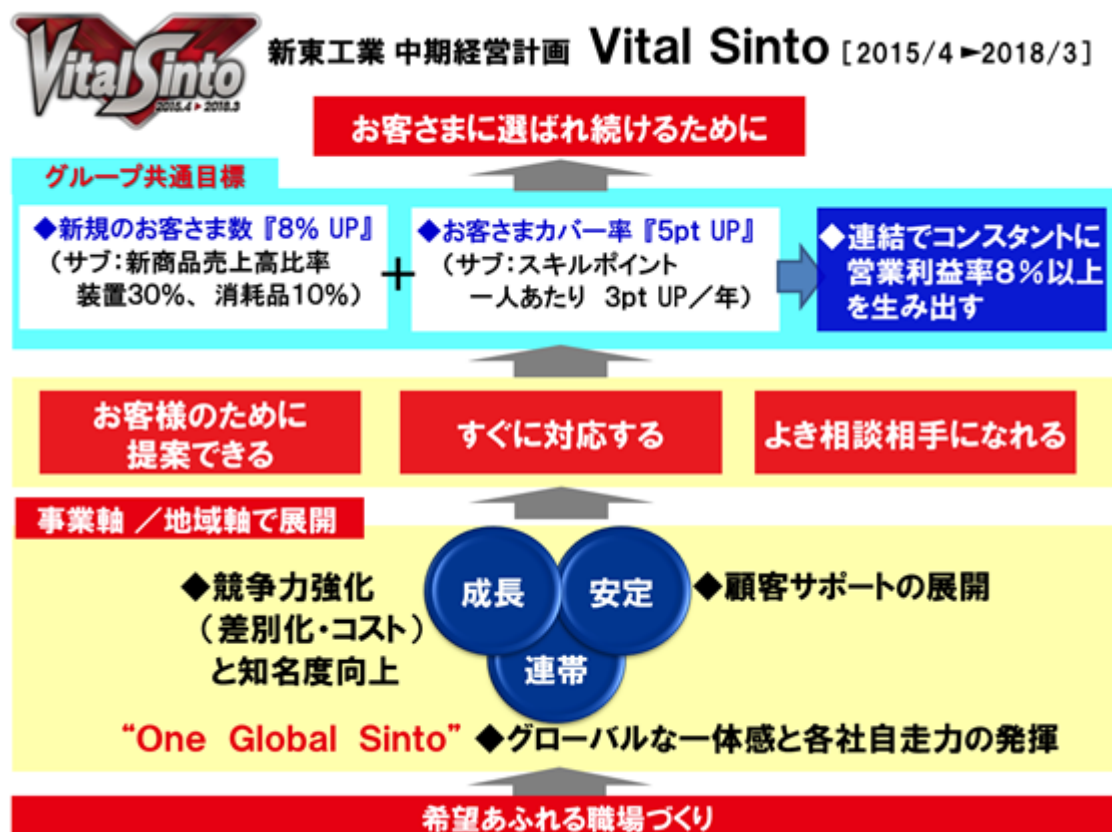 Vital Sinto
2015.4▶2018.3
新東工業 中期経営計画 Vital Sinto [2015/4►2018/3]
お客さまに選ばれ続けるために
グループ共通目標
◆新規のお客さま数『8% UP』
(サブ:新商品売上高比率
装置30%、消耗品10%)
+
◆お客さまカバー率『5pt UP』
(サブ:スキルポイント
一人あたり 3pt UP/年)
◆連結でコンスタントに
営業利益率8%以上
を生み出す
お客様のために
提案できる
すぐに対応する
よき相談相手になれる
事業軸 /地域軸で展開
◆競争力強化
(差別化・コスト)
と知名度向上
成長
安定
連帯
◆顧客サポートの展開
“One Global Sinto” ◆グローバルな一体感と各社自走力の発揮
希望あふれる職場づくり